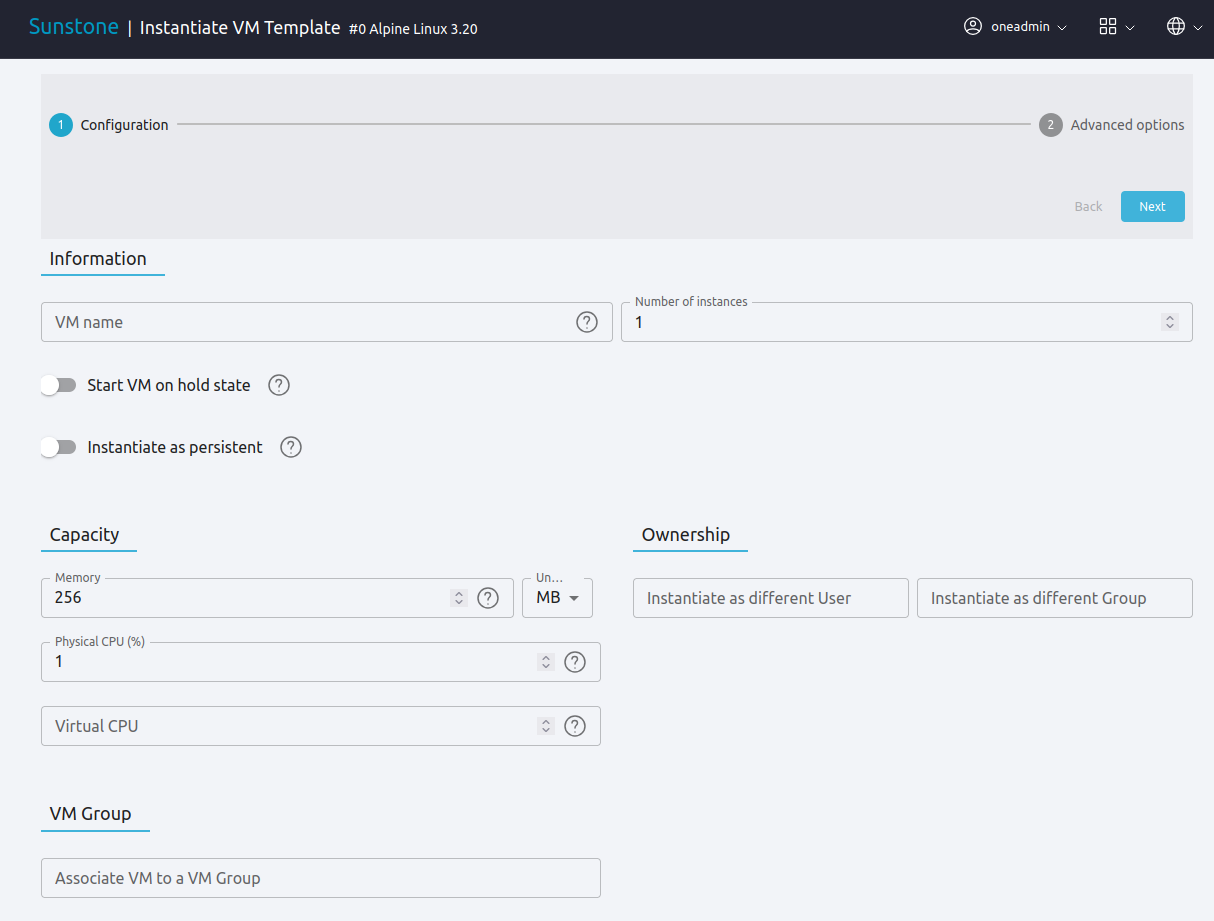 Sunstone | Instantiate VM Template #0 Alpine Linux 3.20 oneadmin
1 Configuration 2 Advanced options
Back Next
Information
VM name ? Number of instances 1
Start VM on hold state ?
Instantiate as persistent ?
Capacity
Memory
256 ?
Un...
MB
Physical CPU (%)
1 ?
Virtual CPU ?
Ownership
Instantiate as different User Instantiate as different Group
VM Group
Associate VM to a VM Group